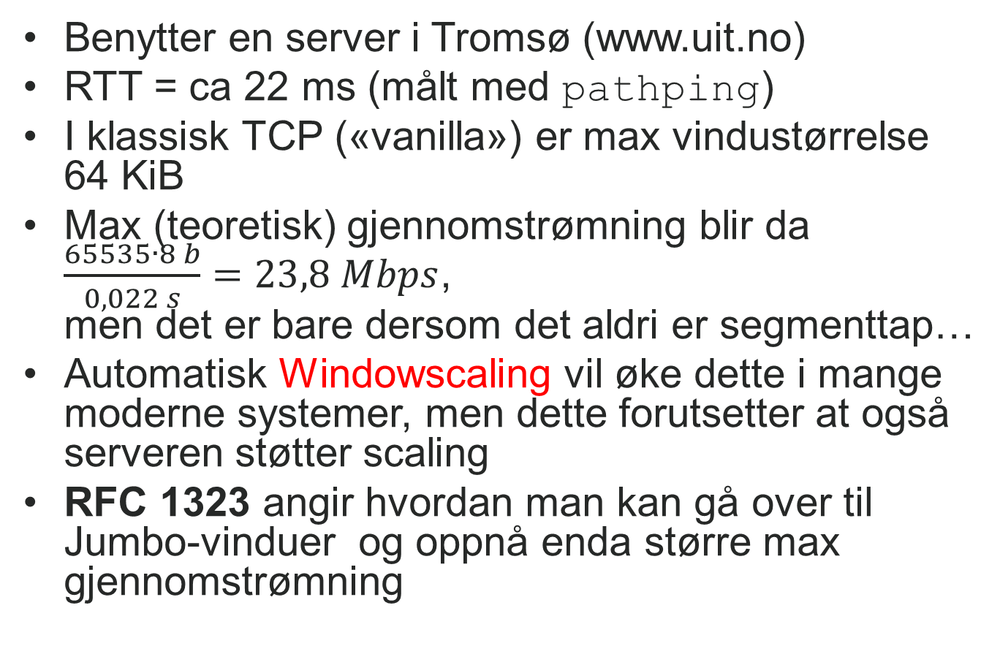 • Benytter en server i Tromsø (www.uit.no)
• RTT = ca 22 ms (målt med pathping)
• I klassisk TCP («vanilla») er max vindustørrelse
64 KiB
• Max (teoretisk) gjennomstrømning blir da
65535·8 b / 0,022 s = 23,8 Mbps,
men det er bare dersom det aldri er segmenttap…
• Automatisk Windowscaling vil øke dette i mange
moderne systemer, men dette forutsetter at også
serveren støtter scaling
• RFC 1323 angir hvordan man kan gå over til
Jumbo-vinduer og oppnå enda større max
gjennomstrømning